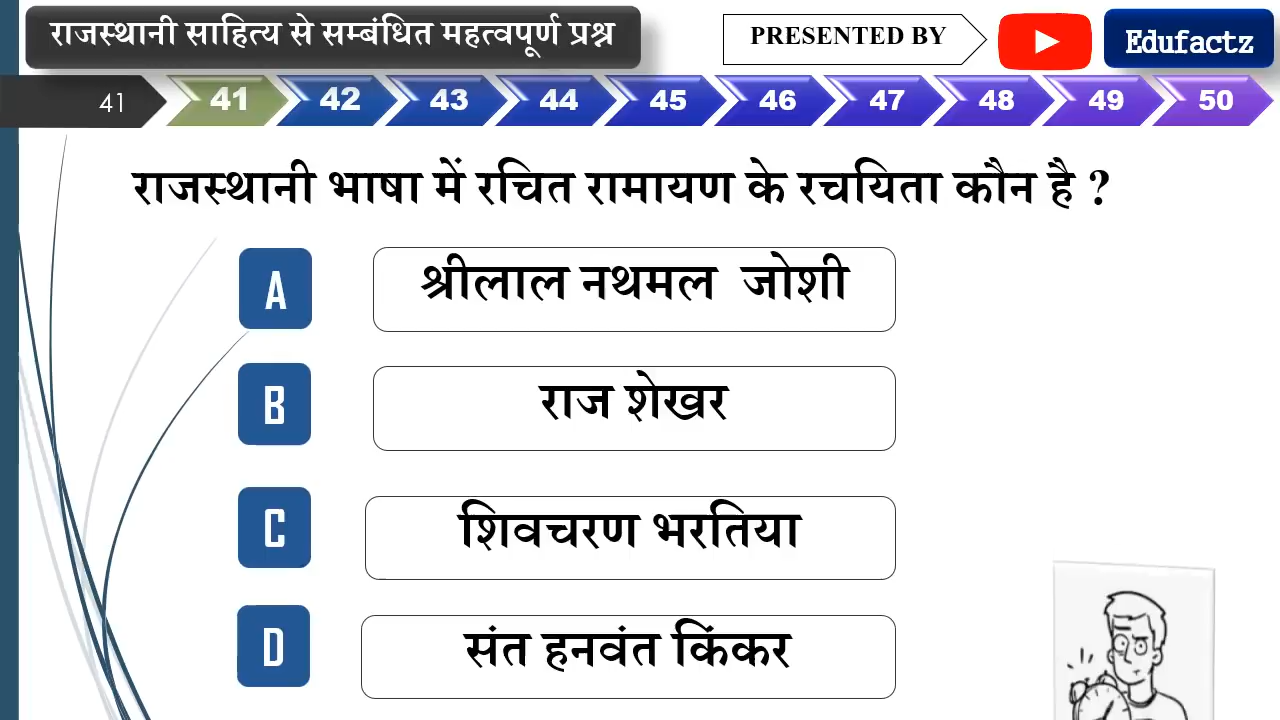 राजस्थानी साहित्य से सम्बंधित महत्वपूर्ण प्रश्न
PRESENTED BY
Edufactz
41
41 42 43 44 45 46 47 48 49 50
राजस्थानी भाषा में रचित रामायण के रचयिता कौन है ?
A श्रीलाल नथमल जोशी
B राज शेखर
C शिवचरण भरतिया
D संत हनवंत किंकर